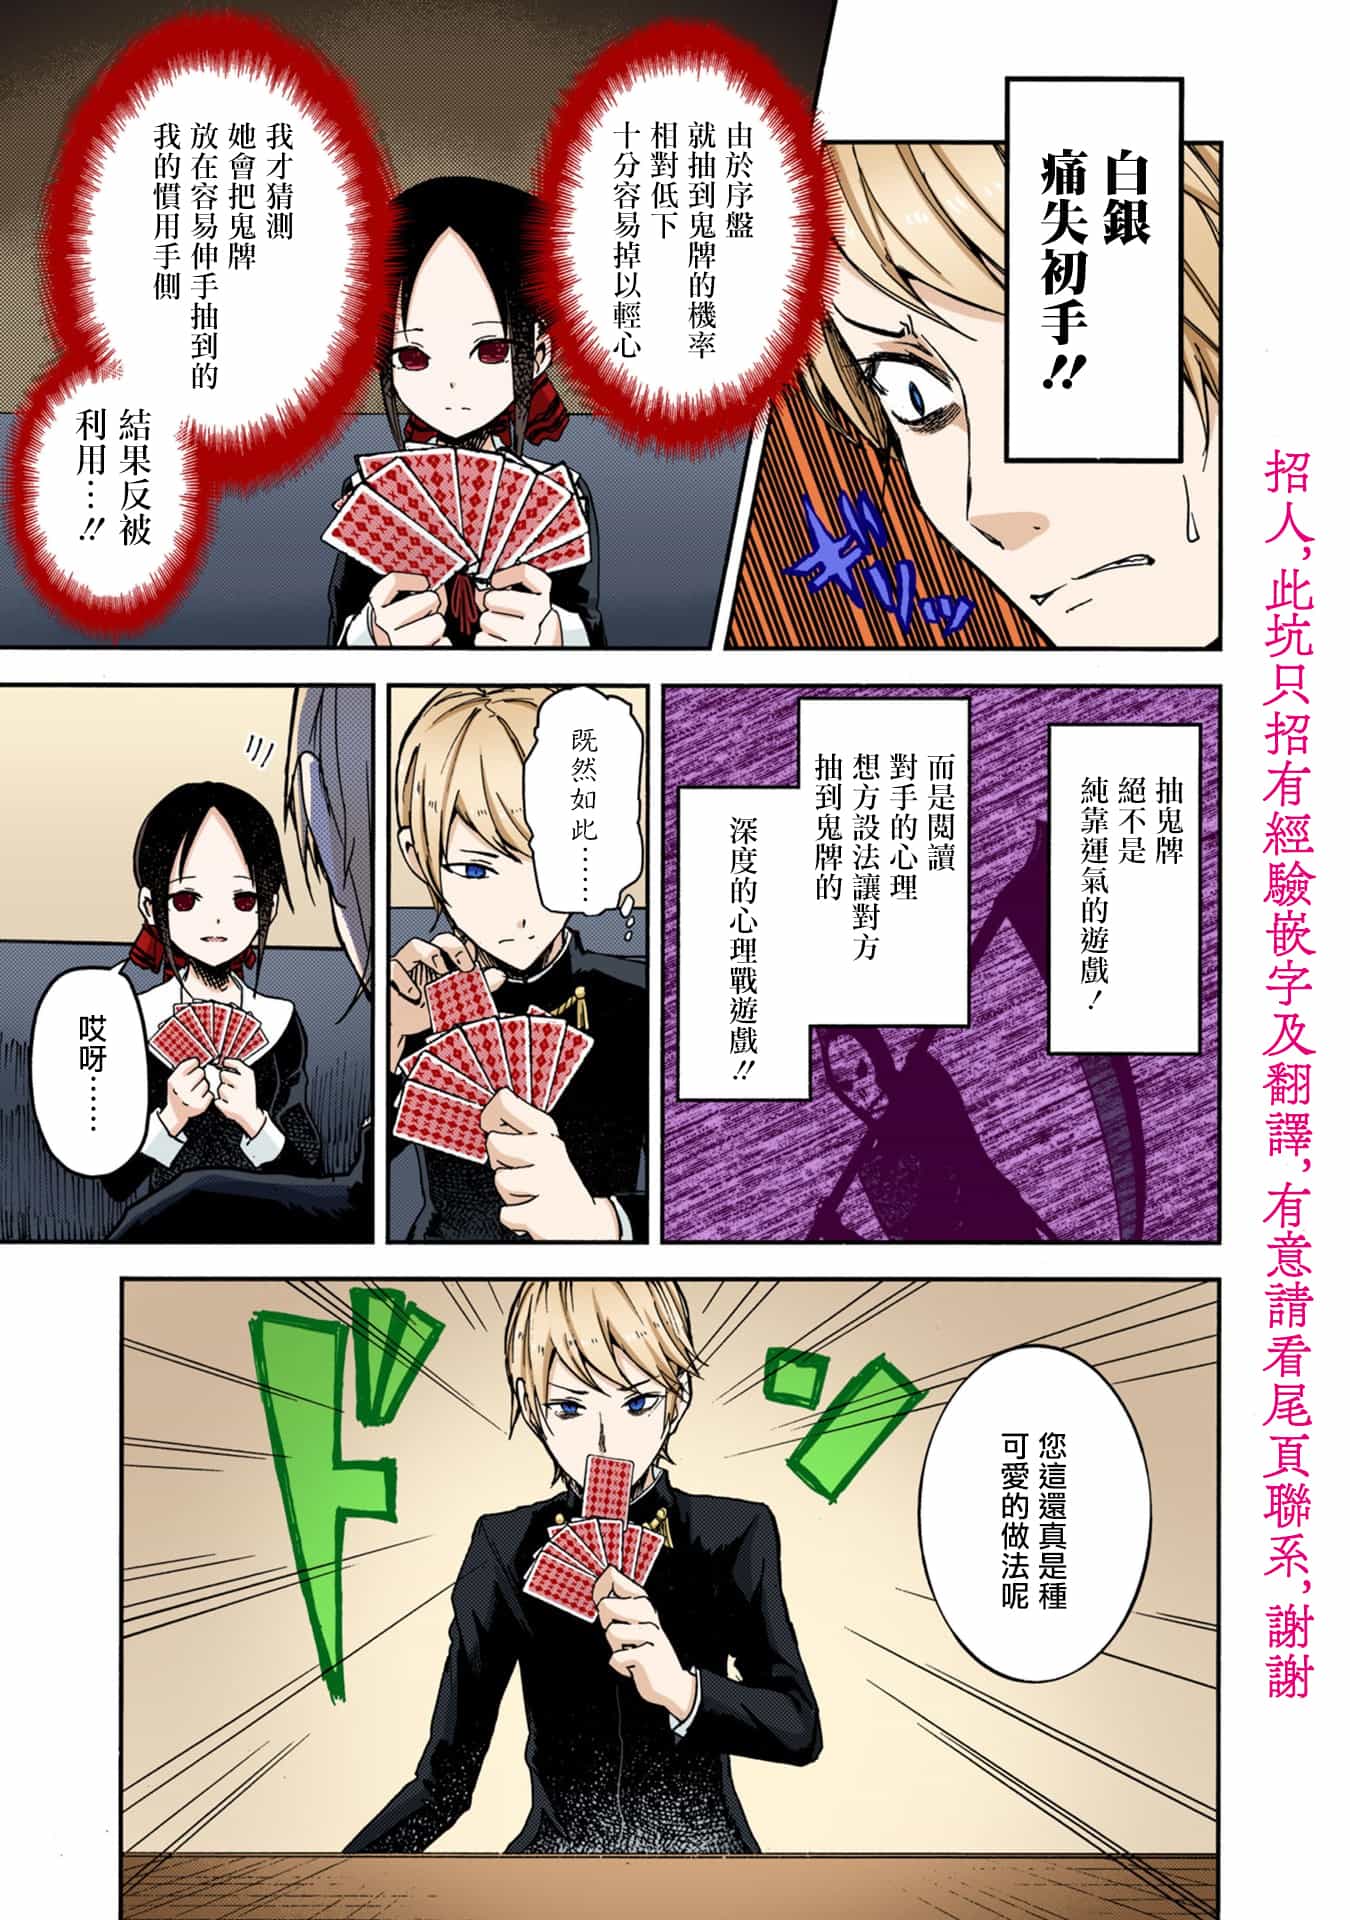 白銀
痛失初手!!
ギリッ
由於序盤
就抽到鬼牌的機率
相對低下
十分容易掉以輕心
我才猜測
她會把鬼牌
放在容易伸手抽到的
我的慣用手側
結果反被
利用…!!
抽鬼牌
絕不是
純靠運氣的遊戲!
而是閱讀
對手的心理
想方設法讓對方
抽到鬼牌的
深度的心理戰遊戲!!
既然如此……
哎呀……
您這還真是種
可愛的做法呢
ドン
招人,此坑只招有經驗嵌字及翻譯,有意請看尾頁聯系,謝謝